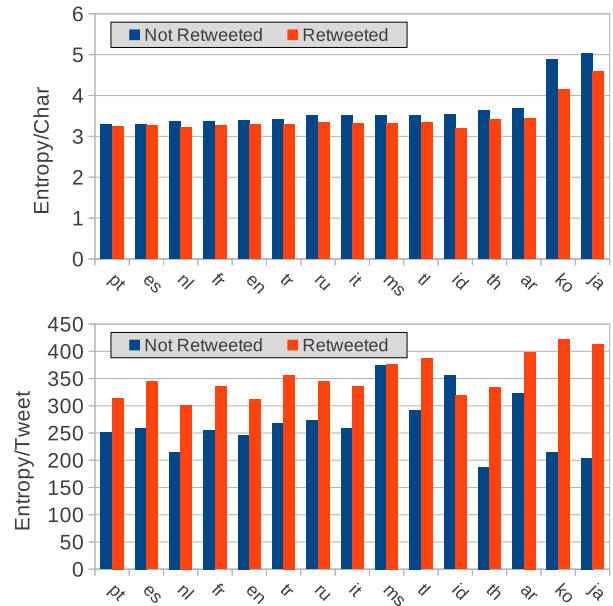 6
Not Retweeted Retweeted
5
4
3
2
1
0
Entropy/Char
pt es nl fr en tr ru it ms tl id th ar ko ja
450
Not Retweeted Retweeted
400
350
300
250
200
150
100
50
0
Entropy/Tweet
pt es nl fr en tr ru it ms tl id th ar ko ja